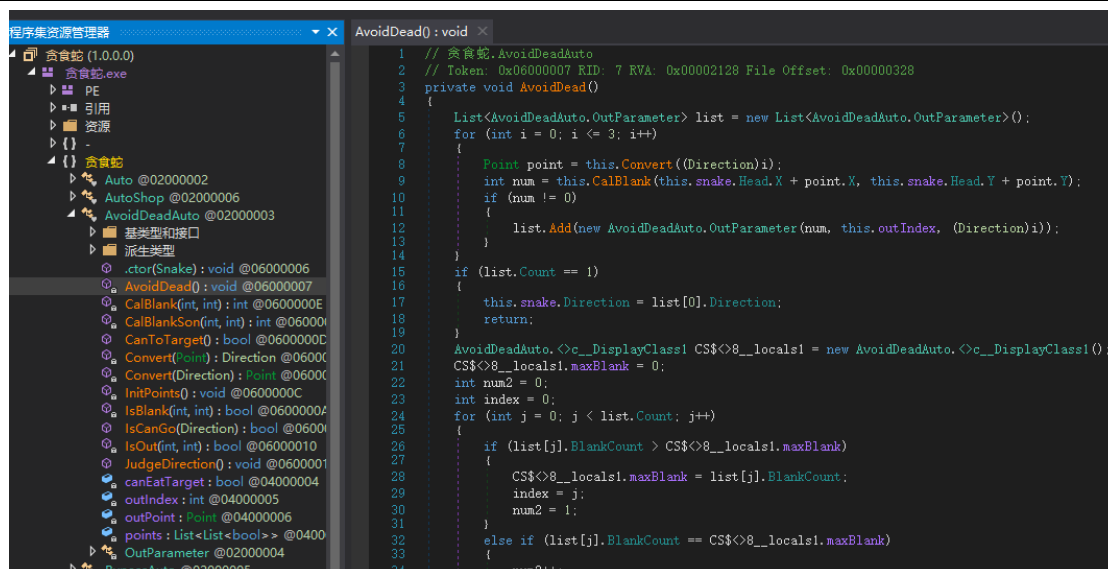 程序集资源管理器
贪食蛇 (1.0.0.0)
贪食蛇.exe
PE
引用
资源
{} -
{} 贪食蛇
Auto @02000002
AutoShop @02000006
AvoidDeadAuto @02000003
基类型和接口
派生类型
.ctor(Snake) : void @06000006
AvoidDead() : void @06000007
CalBlank(int, int) : int @0600000E
CalBlankSon(int, int) : int @06000
CanToTarget() : bool @0600000D
Convert(Point) : Direction @06000
Convert(Direction) : Point @06000
InitPoints() : void @0600000C
IsBlank(int, int) : bool @0600000A
IsCanGo(Direction) : bool @0600
IsOut(int, int) : bool @06000010
JudgeDirection() : void @0600001
canEatTarget : bool @04000004
outIndex : int @04000005
outPoint : Point @04000006
points : List<List<bool>> @0400
OutParameter @02000004
AvoidDead() : void
1 // 贪食蛇.AvoidDeadAuto
2 // Token: 0x06000007 RID: 7 RVA: 0x00002128 File Offset: 0x00000328
3 private void AvoidDead()
4 {
5 List<AvoidDeadAuto.OutParameter> list = new List<AvoidDeadAuto.OutParameter>();
6 for (int i = 0; i <= 3; i++)
7 {
8 Point point = this.Convert((Direction)i);
9 int num = this.CalBlank(this.snake.Head.X + point.X, this.snake.Head.Y + point.Y);
10 if (num != 0)
11 {
12 list.Add(new AvoidDeadAuto.OutParameter(num, this.outIndex, (Direction)i));
13 }
14 }
15 if (list.Count == 1)
16 {
17 this.snake.Direction = list[0].Direction;
18 return;
19 }
20 AvoidDeadAuto.<>c__DisplayClass1 CS$<>8__locals1 = new AvoidDeadAuto.<>c__DisplayClass1();
21 CS$<>8__locals1.maxBlank = 0;
22 int num2 = 0;
23 int index = 0;
24 for (int j = 0; j < list.Count; j++)
25 {
26 if (list[j].BlankCount > CS$<>8__locals1.maxBlank)
27 {
28 CS$<>8__locals1.maxBlank = list[j].BlankCount;
29 index = j;
30 num2 = 1;
31 }
32 else if (list[j].BlankCount == CS$<>8__locals1.maxBlank)
33 {